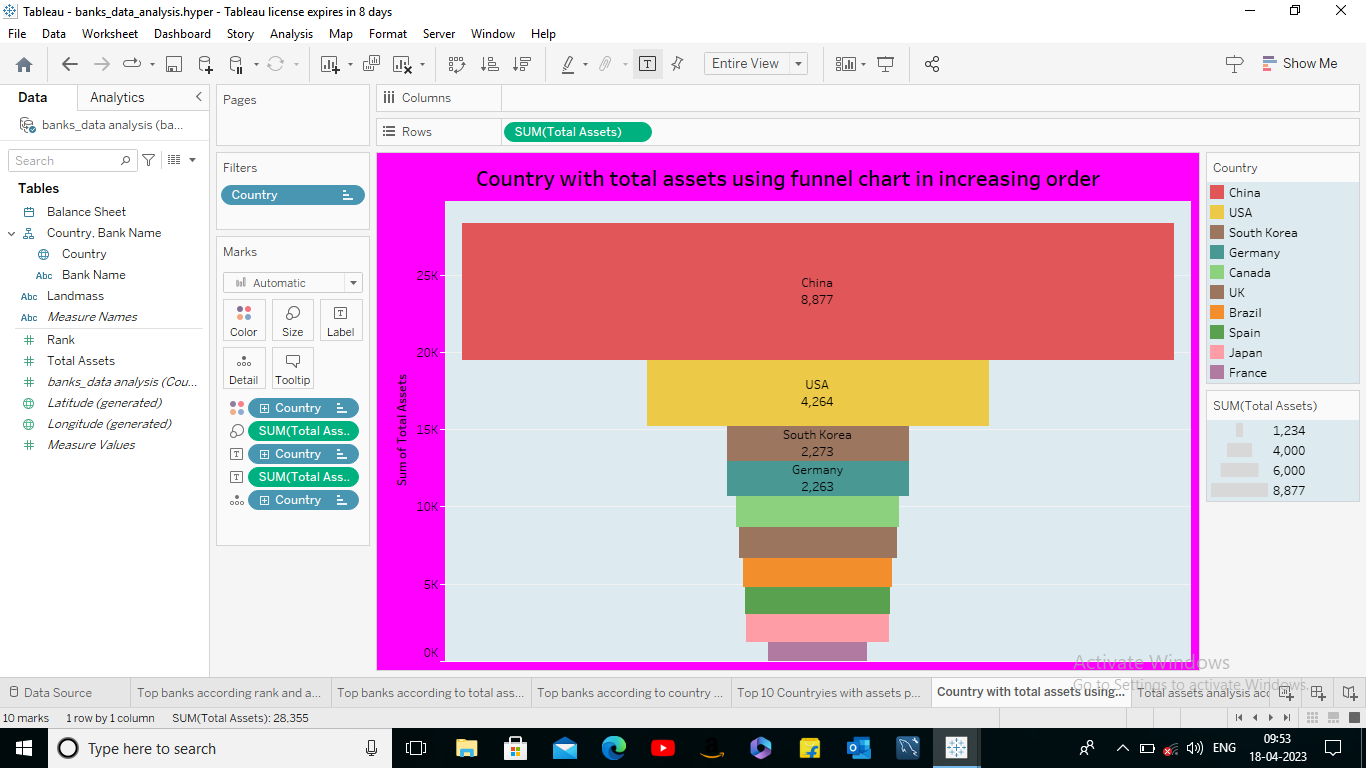 Tableau - banks_data_analysis.hyper - Tableau license expires in 8 days
File Data Worksheet Dashboard Story Analysis Map Format Server Window Help
Entire View
Show Me
Data Analytics
banks_data analysis (ba...
Search
Tables
Balance Sheet
Country, Bank Name
Country
Abc Bank Name
Abc Landmass
Abc Measure Names
Rank
Total Assets
banks_data analysis (Cou...
Latitude (generated)
Longitude (generated)
Measure Values
Pages
Filters
Country
Marks
Automatic
Color Size Label
Detail Tooltip
Country
SUM(Total Ass..
Country
SUM(Total Ass..
Country
Columns
Rows SUM(Total Assets)
Country with total assets using funnel chart in increasing order
Sum of Total Assets
25K
20K
15K
10K
5K
0K
China
8,877
USA
4,264
South Korea
2,273
Germany
2,263
Country
China
USA
South Korea
Germany
Canada
UK
Brazil
Spain
Japan
France
SUM(Total Assets)
1,234
4,000
6,000
8,877
Activate Windows
Go to Settings to activate Windows.
Data Source Top banks according rank and a... Top banks according to total ass... Top banks according to country ... Top 10 Countryies with assets p... Country with total assets using... Total assets analysis acc
10 marks 1 row by 1 column SUM(Total Assets): 28,355
Type here to search
ENG
09:53
18-04-2023